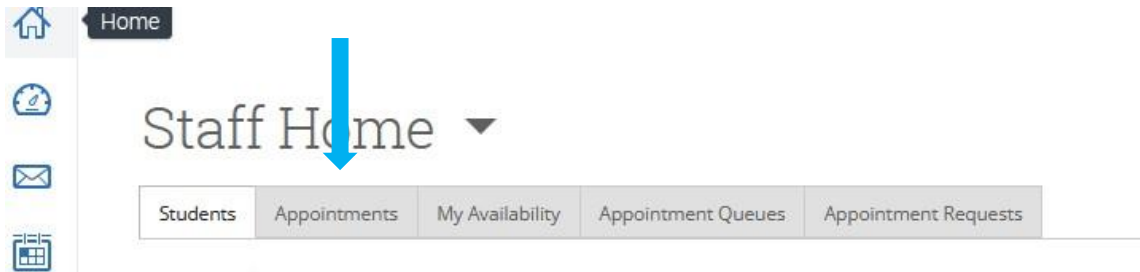 Home
Staff Home
Students Appointments My Availability Appointment Queues Appointment Requests